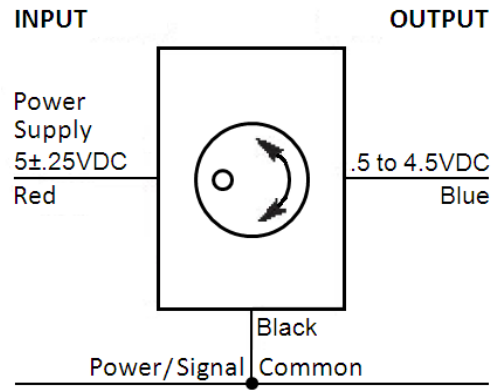 INPUT
OUTPUT
Power
Supply
5±.25VDC
Red
.5 to 4.5VDC
Blue
Black
Power/Signal Common